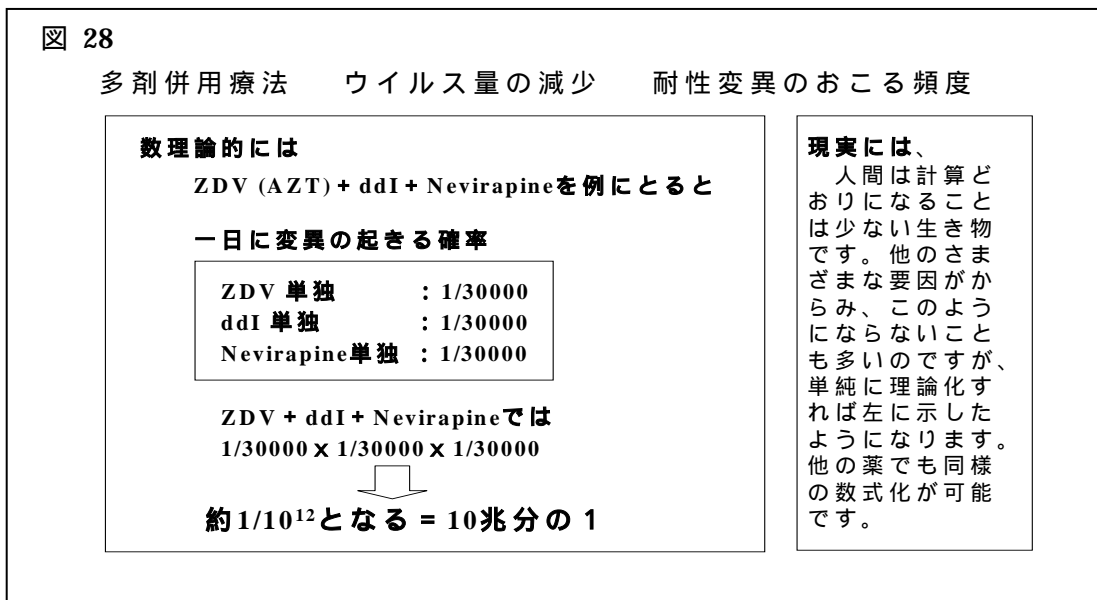 図 28
多剤併用療法 ウイルス量の減少 耐性変異のおこる頻度
数理論的には
ZDV (AZT) + ddI + Nevirapineを例にとると
一日に変異の起きる確率
ZDV 単独 : 1/30000
ddI 単独 : 1/30000
Nevirapine単独 : 1/30000
ZDV + ddI + Nevirapineでは
1/30000 x 1/30000 x 1/30000
約1/10¹²となる = 10兆分の1
現実には、
人間は計算ど
おりになること
は少ない生き物
です。他のさま
ざまな要因がか
らみ、このよう
にならないこと
も多いのですが、
単純に理論化す
れば左に示した
ようになります。
他の薬でも同様
の数式化が可能
です。